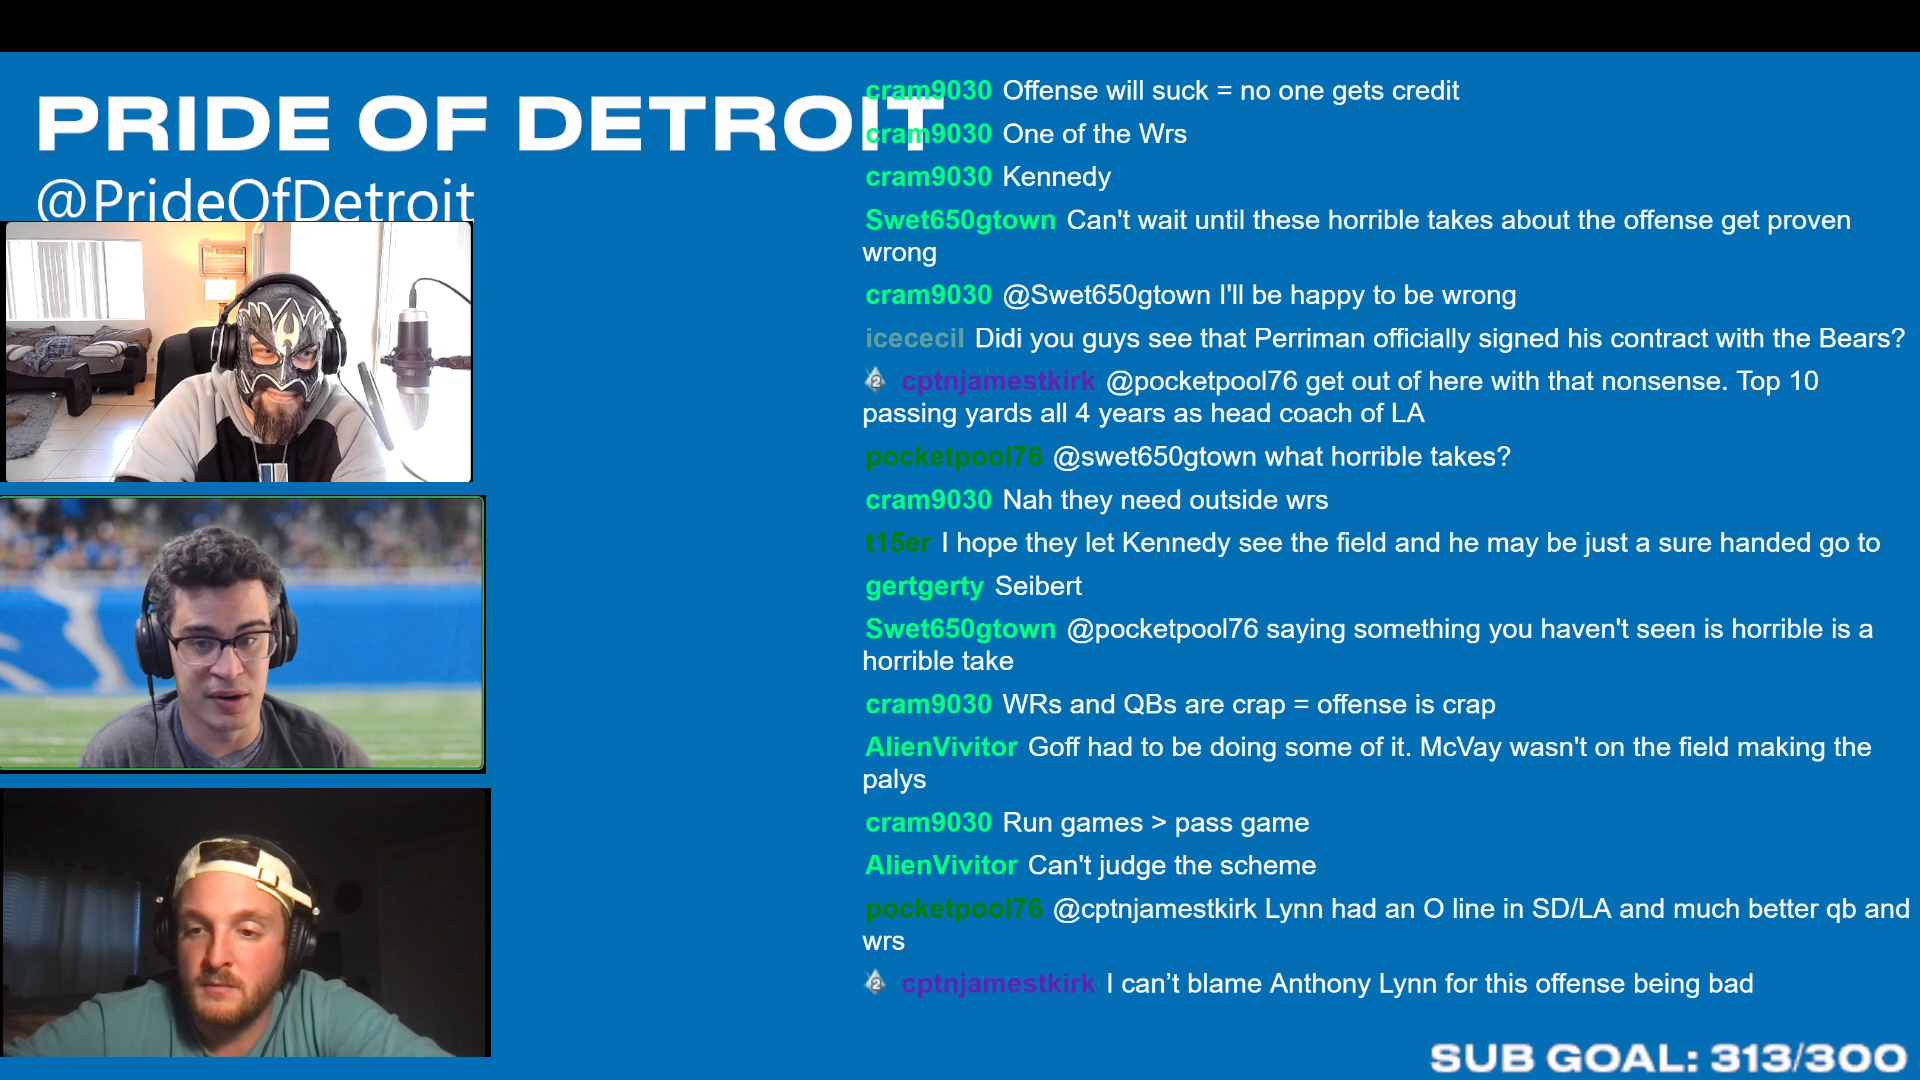 PRIDE OF DETROIT
@PrideOfDetroit
cram9030 Offense will suck = no one gets credit
cram9030 One of the Wrs
cram9030 Kennedy
Swet650gtown Can't wait until these horrible takes about the offense get proven
wrong
cram9030 @Swet650gtown I'll be happy to be wrong
icececil Didi you guys see that Perriman officially signed his contract with the Bears?
2 cptnjamestkirk @pocketpool76 get out of here with that nonsense. Top 10
passing yards all 4 years as head coach of LA
pocketpool76 @swet650gtown what horrible takes?
cram9030 Nah they need outside wrs
t15er I hope they let Kennedy see the field and he may be just a sure handed go to
gertgerty Seibert
Swet650gtown @pocketpool76 saying something you haven't seen is horrible is a
horrible take
cram9030 WRs and QBs are crap = offense is crap
AlienVivitor Goff had to be doing some of it. McVay wasn't on the field making the
palys
cram9030 Run games > pass game
AlienVivitor Can't judge the scheme
pocketpool76 @cptnjamestkirk Lynn had an O line in SD/LA and much better qb and
wrs
2 cptnjamestkirk I can’t blame Anthony Lynn for this offense being bad
SUB GOAL: 313/300